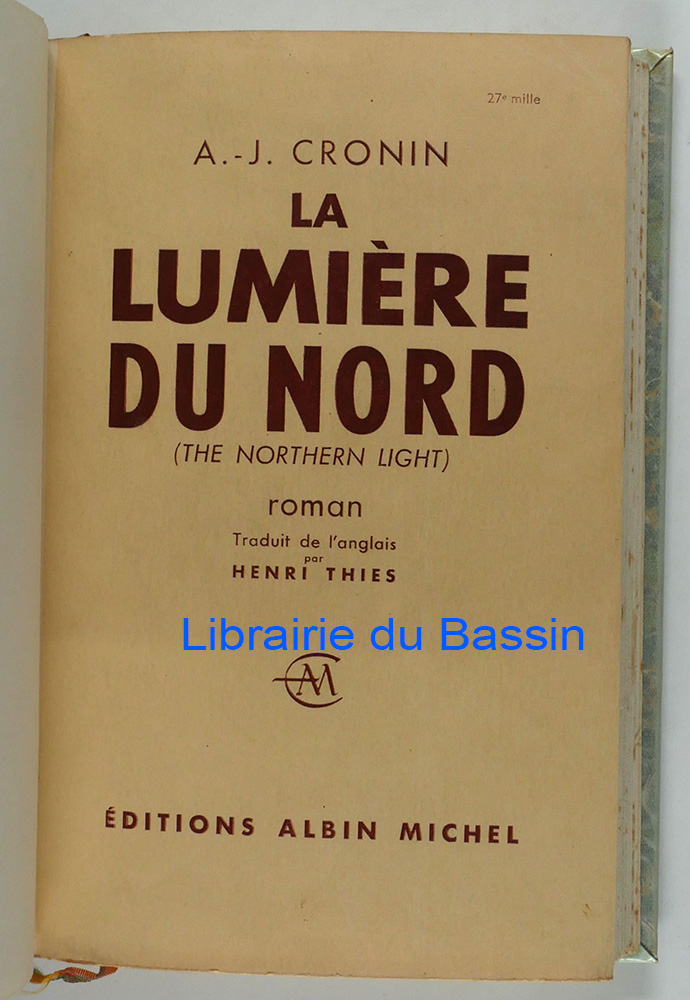 27e mille
A.-J. CRONIN
LA
LUMIÈRE
DU NORD
(THE NORTHERN LIGHT)
roman
Traduit de l'anglais
par
HENRI THIES
Librairie du Bassin
AM
ÉDITIONS ALBIN MICHEL